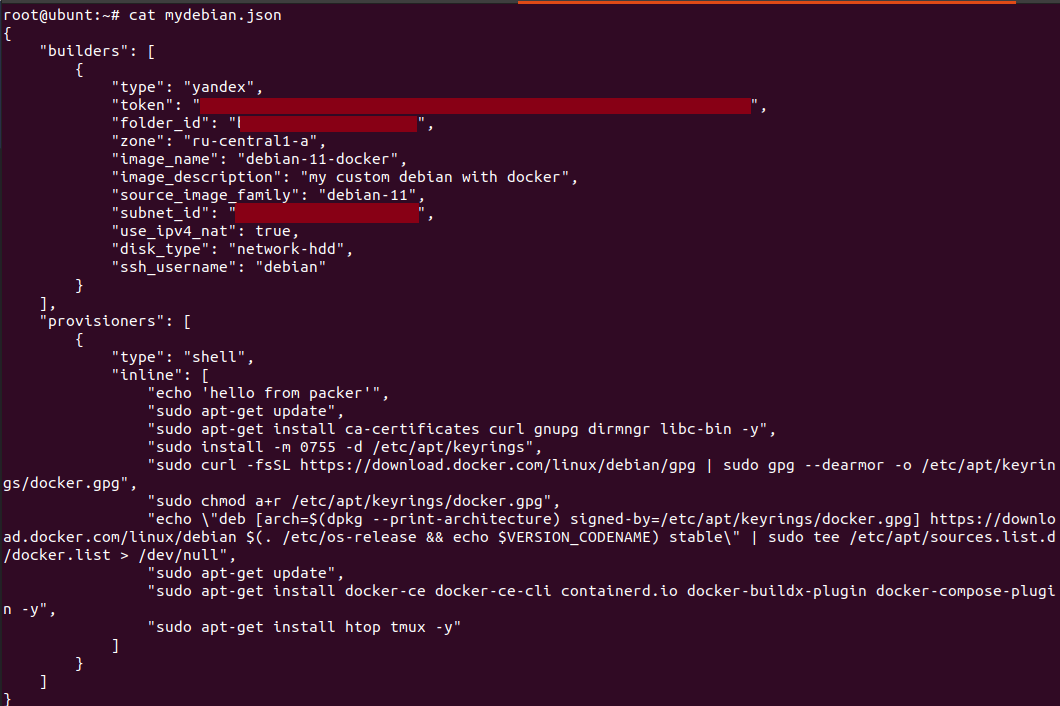 root@ubunt:~# cat mydebian.json
{
    "builders": [
        {
            "type": "yandex",
            "token": "",
            "folder_id": "",
            "zone": "ru-central1-a",
            "image_name": "debian-11-docker",
            "image_description": "my custom debian with docker",
            "source_image_family": "debian-11",
            "subnet_id": "",
            "use_ipv4_nat": true,
            "disk_type": "network-hdd",
            "ssh_username": "debian"
        }
    ],
    "provisioners": [
        {
            "type": "shell",
            "inline": [
                "echo 'hello from packer'",
                "sudo apt-get update",
                "sudo apt-get install ca-certificates curl gnupg dirmngr libc-bin -y",
                "sudo install -m 0755 -d /etc/apt/keyrings",
                "sudo curl -fsSL https://download.docker.com/linux/debian/gpg | sudo gpg --dearmor -o /etc/apt/keyrin
gs/docker.gpg",
                "sudo chmod a+r /etc/apt/keyrings/docker.gpg",
                "echo \"deb [arch=$(dpkg --print-architecture) signed-by=/etc/apt/keyrings/docker.gpg] https://downlo
ad.docker.com/linux/debian $(. /etc/os-release && echo $VERSION_CODENAME) stable\" | sudo tee /etc/apt/sources.list.d
/docker.list > /dev/null",
                "sudo apt-get update",
                "sudo apt-get install docker-ce docker-ce-cli containerd.io docker-buildx-plugin docker-compose-plugi
n -y",
                "sudo apt-get install htop tmux -y"
            ]
        }
    ]
}